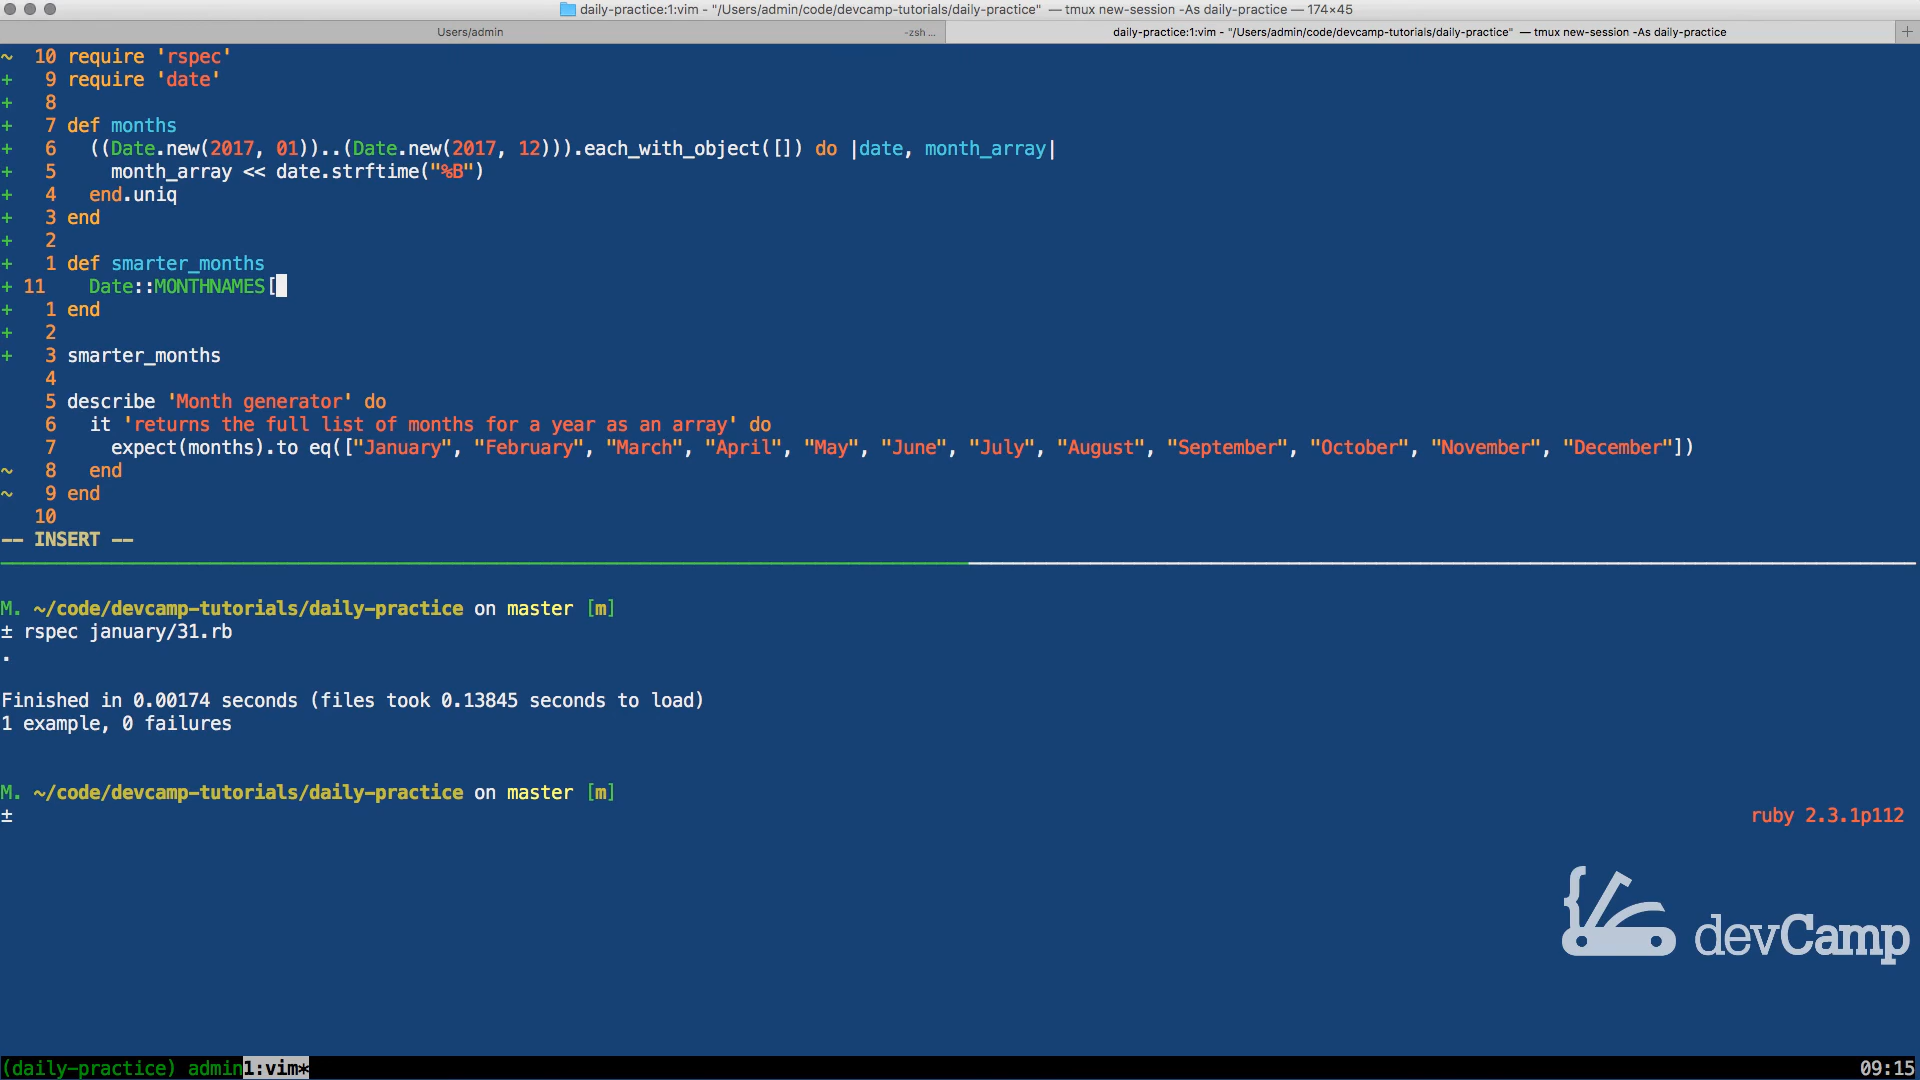 daily-practice:1:vim - "/Users/admin/code/devcamp-tutorials/daily-practice" — tmux new-session -As daily-practice — 174×45
Users/admin -zsh ... daily-practice:1:vim - "/Users/admin/code/devcamp-tutorials/daily-practice" — tmux new-session -As daily-practice +
~ 10 require 'rspec'
+ 9 require 'date'
+ 8
+ 7 def months
+ 6   ((Date.new(2017, 01))..(Date.new(2017, 12))).each_with_object([]) do |date, month_array|
+ 5     month_array << date.strftime("%B")
+ 4   end.uniq
+ 3 end
+ 2
+ 1 def smarter_months
+ 11   Date::MONTHNAMES[
+ 1 end
+ 2
+ 3 smarter_months
4
5 describe 'Month generator' do
6   it 'returns the full list of months for a year as an array' do
7     expect(months).to eq(["January", "February", "March", "April", "May", "June", "July", "August", "September", "October", "November", "December"])
~ 8   end
~ 9 end
10
-- INSERT --
M. ~/code/devcamp-tutorials/daily-practice on master [m]
± rspec january/31.rb
.
Finished in 0.00174 seconds (files took 0.13845 seconds to load)
1 example, 0 failures
M. ~/code/devcamp-tutorials/daily-practice on master [m]
± ruby 2.3.1p112
devCamp
(daily-practice) admin1:vim* 09:15